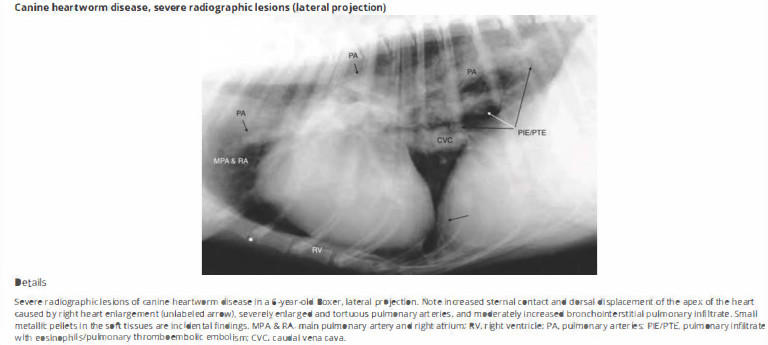 Canine heartworm disease, severe radiographic lesions (lateral projection)
PA
PA
PA
PIE/PTE
CVC
MPA & RA
RV
Details
Severe radiographic lesions of canine heartworm disease in a 6-year-old Boxer, lateral projection. Note increased sternal contact and dorsal displacement of the apex of the heart
caused by right heart enlargement (unlabeled arrow), severely enlarged and tortuous pulmonary arteries, and moderately increased bronchointerstitial pulmonary infiltrate. Small
metallic pellets in the soft tissues are incidental findings. MPA & RA, main pulmonary artery and right atrium; RV, right ventricle; PA, pulmonary arteries; PIE/PTE, pulmonary infiltrate
with eosinophils/pulmonary thromboembolic embolism; CVC, caudal vena cava.